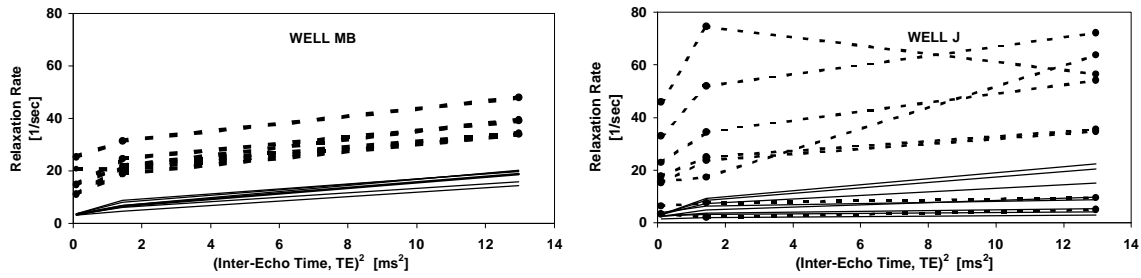 WELL MB
Relaxation Rate
[1/sec]
80
60
40
20
0
0 2 4 6 8 10 12 14
(Inter-Echo Time, TE)² [ms²]
WELL J
Relaxation Rate
[1/sec]
80
60
40
20
0
0 2 4 6 8 10 12 14
(Inter-Echo Time, TE)² [ms²]